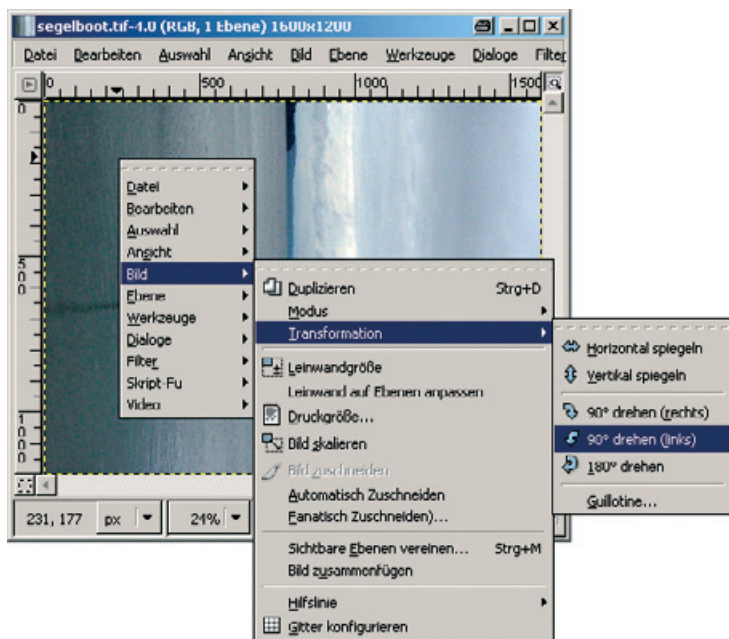 segelboot.tif-4.0 (RGB, 1 Ebene) 1600x1200
Datei Bearbeiten Auswahl Ansicht Bild Ebene Werkzeuge Dialoge Filter
0 500 1000 1500
0
500
1000
Datei
Bearbeiten
Auswahl
Ansicht
Bild
Ebene
Werkzeuge
Dialoge
Filter
Skript-Fu
Video
Duplizieren Strg+D
Modus
Transformation
Leinwandgröße
Leinwand auf Ebenen anpassen
Druckgröße...
Bild skalieren
Bild zuschneiden
Automatisch Zuschneiden
Fanatisch Zuschneiden)...
Sichtbare Ebenen vereinen... Strg+M
Bild zusammenfügen
Hilfslinie
Gitter konfigurieren
Horizontal spiegeln
Vertikal spiegeln
90° drehen (rechts)
90° drehen (links)
180° drehen
Guillotine...
231, 177 px 24%